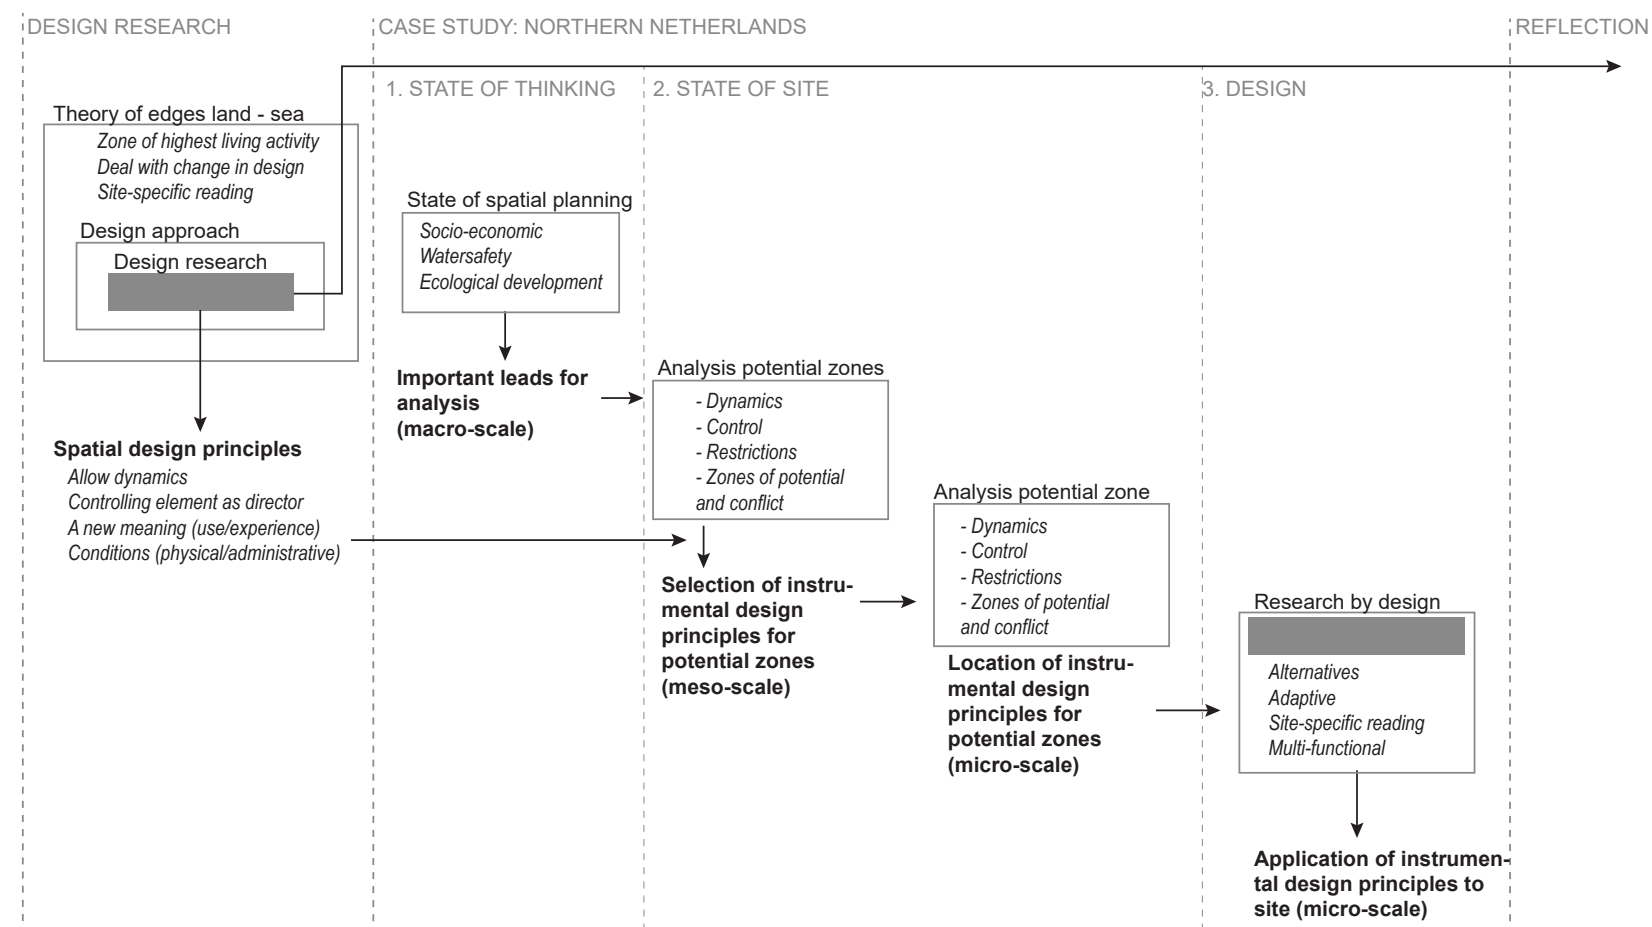 DESIGN RESEARCH
CASE STUDY: NORTHERN NETHERLANDS
REFLECTION
1. STATE OF THINKING
2. STATE OF SITE
3. DESIGN
Theory of edges land - sea
Zone of highest living activity
Deal with change in design
Site-specific reading
Design approach
Design research
Spatial design principles
Allow dynamics
Controlling element as director
A new meaning (use/experience)
Conditions (physical/administrative)
State of spatial planning
Socio-economic
Watersafety
Ecological development
Important leads for
analysis
(macro-scale)
Analysis potential zones
- Dynamics
- Control
- Restrictions
- Zones of potential
and conflict
Selection of instru-
mental design
principles for
potential zones
(meso-scale)
Analysis potential zone
- Dynamics
- Control
- Restrictions
- Zones of potential
and conflict
Location of instru-
mental design
principles for
potential zones
(micro-scale)
Research by design
Alternatives
Adaptive
Site-specific reading
Multi-functional
Application of instrumen-
tal design principles to
site (micro-scale)